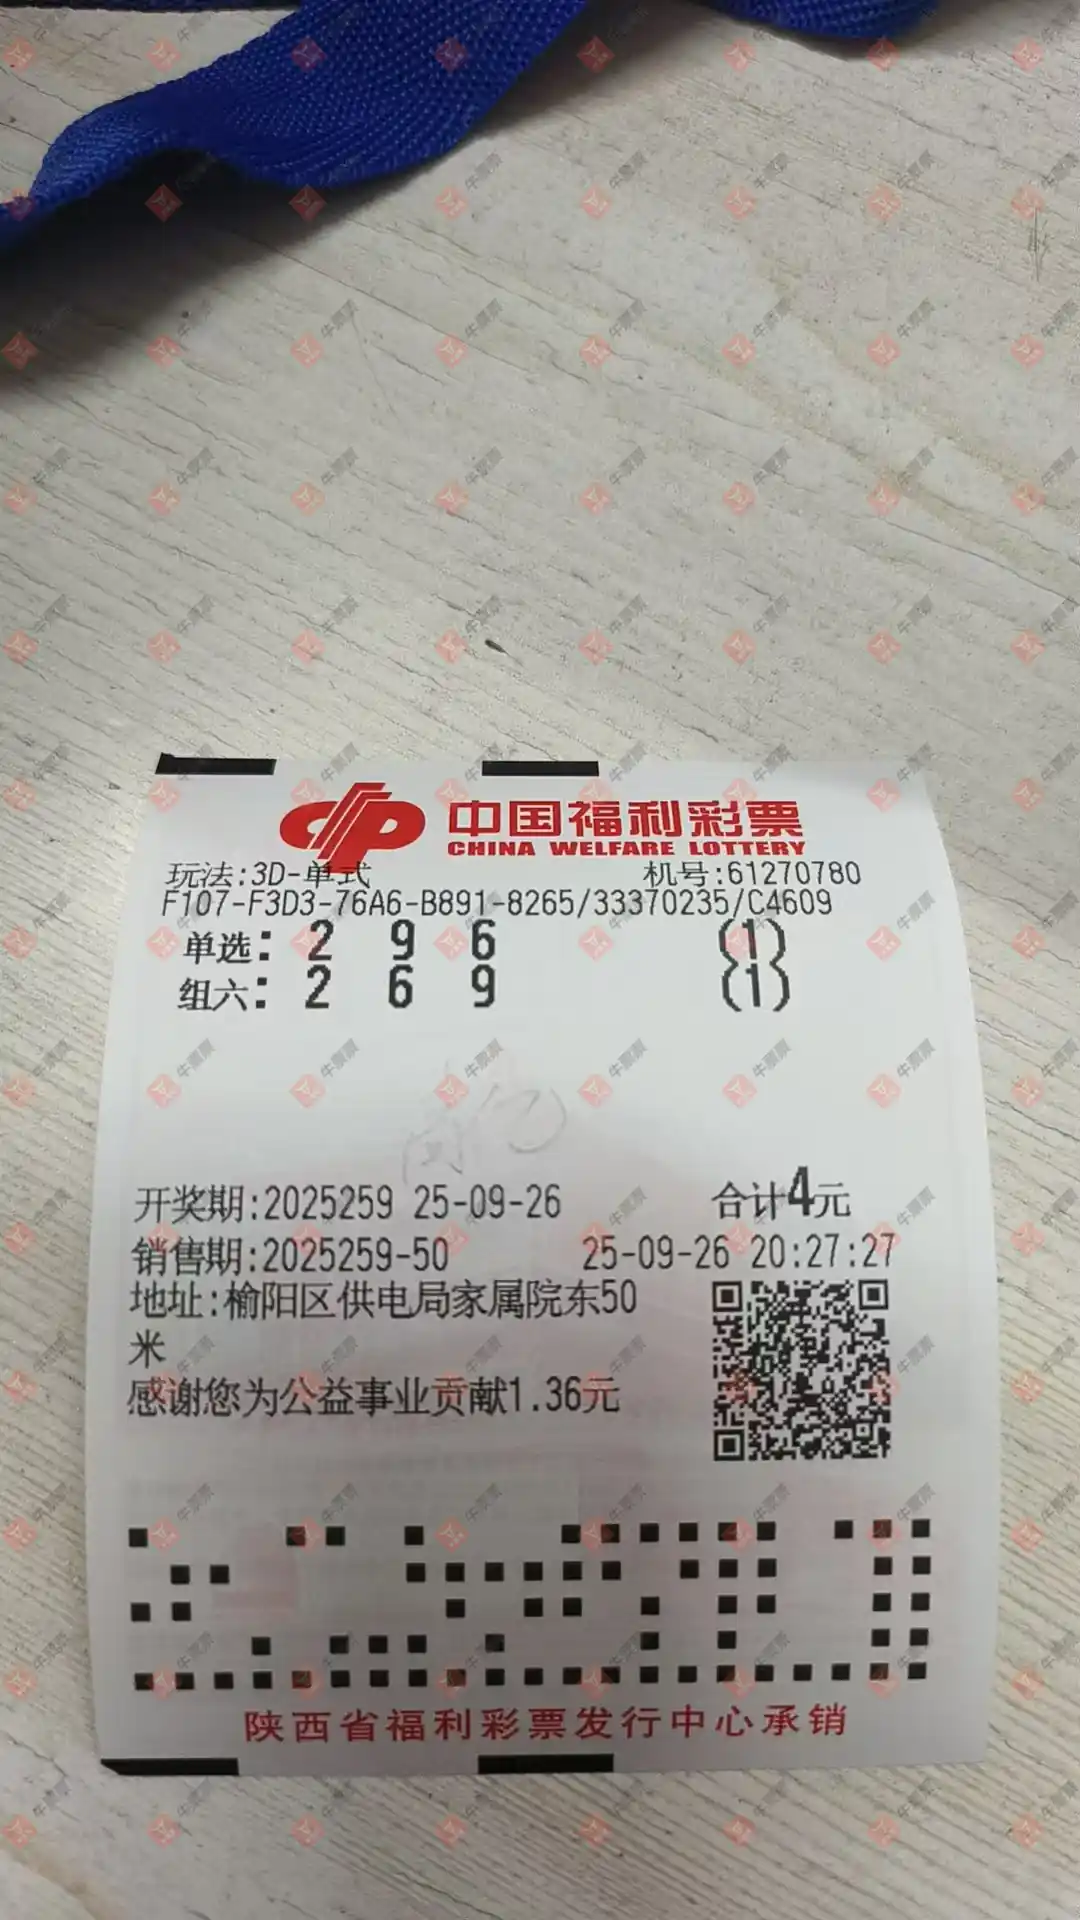 中国福利彩票
CHINA WELFARE LOTTERY
玩法:3D-单式 机号:61270780
F107-F3D3-76A6-B891-8265/33370235/C4609
单选: 2 9 6 (1)
组六: 2 6 9 (1)
开奖期:2025259 25-09-26 合计4元
销售期:2025259-50 25-09-26 20:27:27
地址:榆阳区供电局家属院东50
米
感谢您为公益事业贡献1.36元
陕西省福利彩票发行中心承销
牛票票